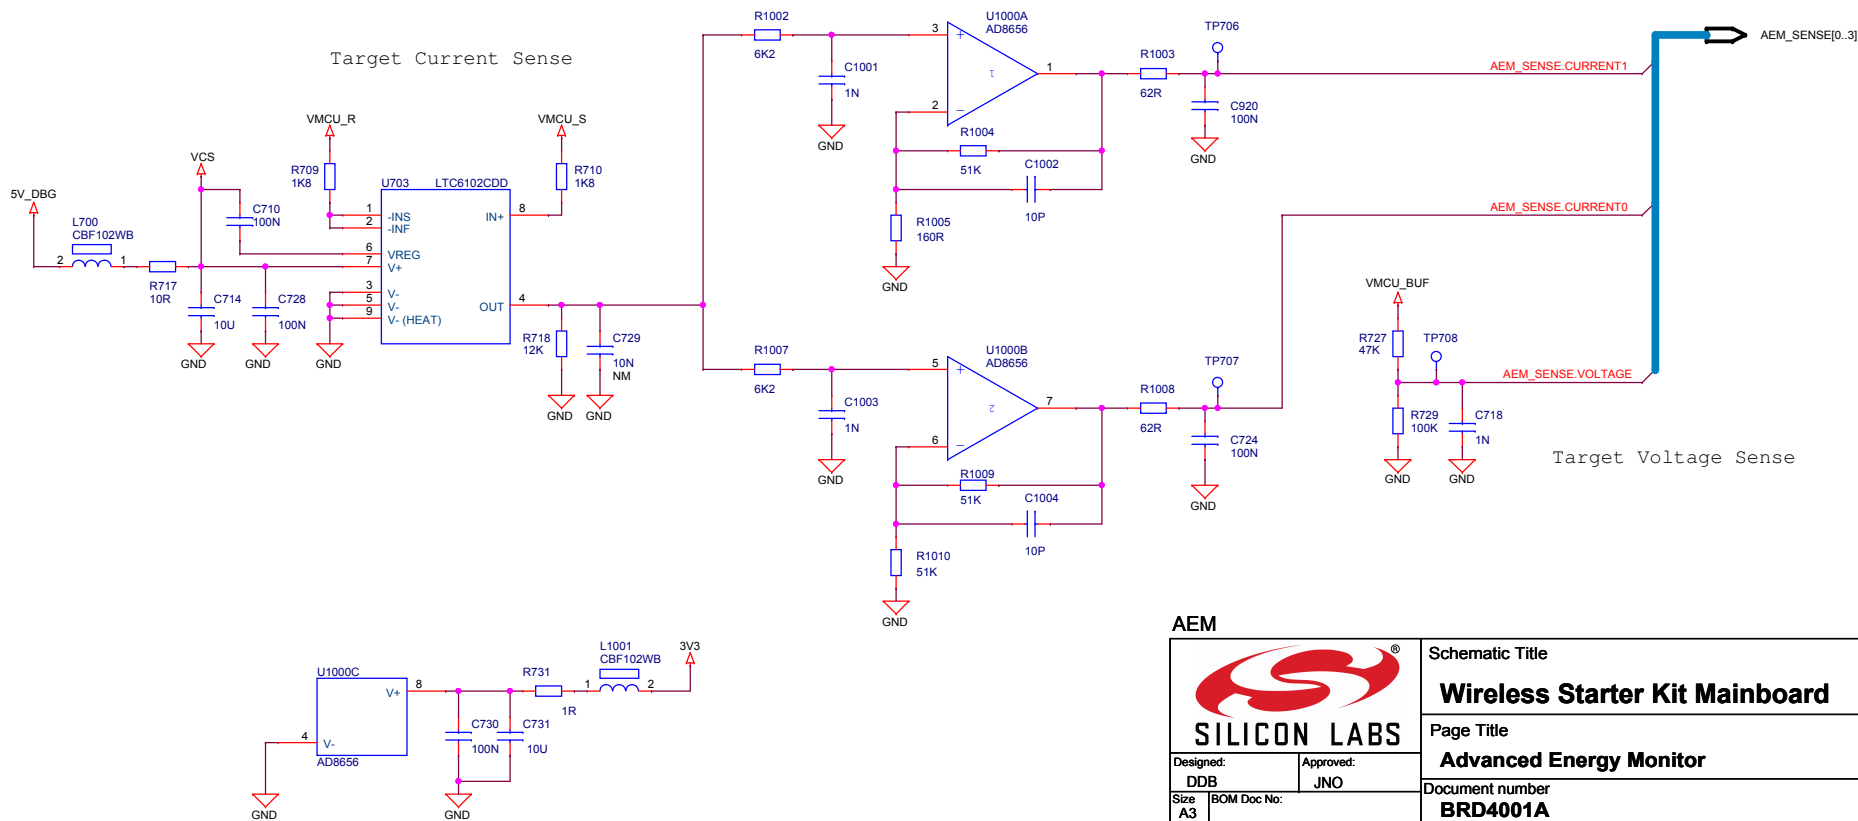 Target Current Sense
5V_DBG
L700
CBF102WB
2
1
R717
10R
VCS
C710
100N
C714
10U
GND
C728
100N
GND
VMCU_R
R709
1K8
VMCU_S
R710
1K8
U703
LTC6102CDD
1
-INS
2
-INF
6
VREG
7
V+
3
V-
5
V-
9
V- (HEAT)
IN+
8
OUT
4
GND
R718
12K
GND
C729
10N
NM
GND
R1002
6K2
C1001
1N
GND
U1000A
AD8656
3
+
2
−
1
1
R1004
51K
C1002
10P
R1005
160R
GND
R1003
62R
TP706
C920
100N
GND
AEM_SENSE.CURRENT1
AEM_SENSE[0..3]
AEM_SENSE.CURRENT0
R1007
6K2
C1003
1N
GND
U1000B
AD8656
5
+
6
−
2
7
R1009
51K
C1004
10P
R1010
51K
GND
R1008
62R
TP707
C724
100N
GND
VMCU_BUF
R727
47K
TP708
AEM_SENSE.VOLTAGE
R729
100K
C718
1N
GND
GND
Target Voltage Sense
U1000C
V+
8
4
V-
AD8656
GND
C730
100N
C731
10U
GND
R731
1R
L1001
CBF102WB
1
2
3V3
AEM
®
SILICON LABS
Schematic Title
Wireless Starter Kit Mainboard
Page Title
Advanced Energy Monitor
Designed:
DDB
Approved:
JNO
Size
A3
BOM Doc No:
Document number
BRD4001A